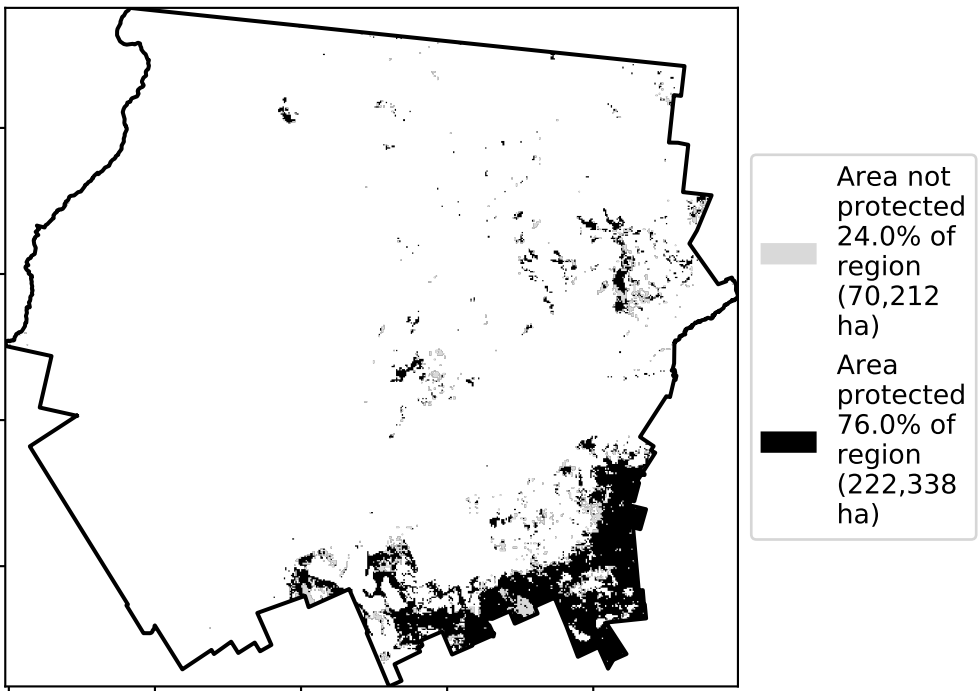 Area not
protected
24.0% of
region
(70,212
ha)
Area
protected
76.0% of
region
(222,338
ha)